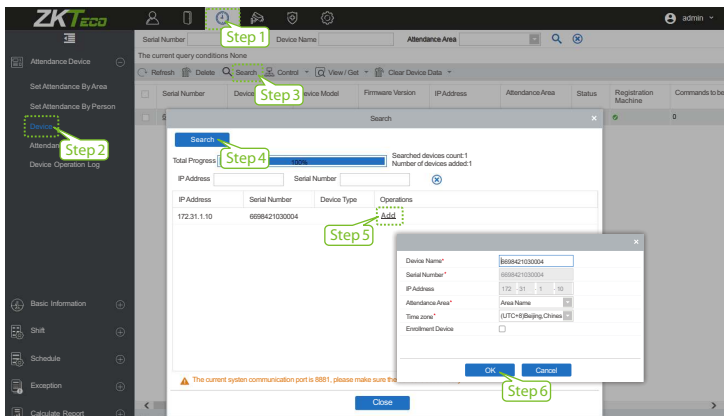 ZKTeco
admin
Serial Number
Step 1
Device Name
Attendance Area
The current query conditions None
Attendance Device
Refresh Delete Search Control View / Get Clear Device Data
Set Attendance By Area
Step 3
Serial Number Firmware Version IP Address Attendance Area Status Registration Machine
Set Attendance By Person
Device
Step 2
Search
0
Search
Step 4
Device Operation Log
Total Progress
100%
Searched devices count:1
Number of devices added:1
IP Address Serial Number
IP Address Serial Number Device Type Operations
172.31.1.10 6698421030004 Add
Step 5
Device Name* 6698421030004
Serial Number* 6698421030004
IP Address 172 . 31 . 1 . 10
Attendance Area* Area Name
Time zone* (UTC+8)Beijing,Chines
Enrollment Device
Basic Information
Shift
Schedule
OK Cancel
Exception
The current systen communication port is 8881, please make sure the
Step 6
Close
Calculate Report